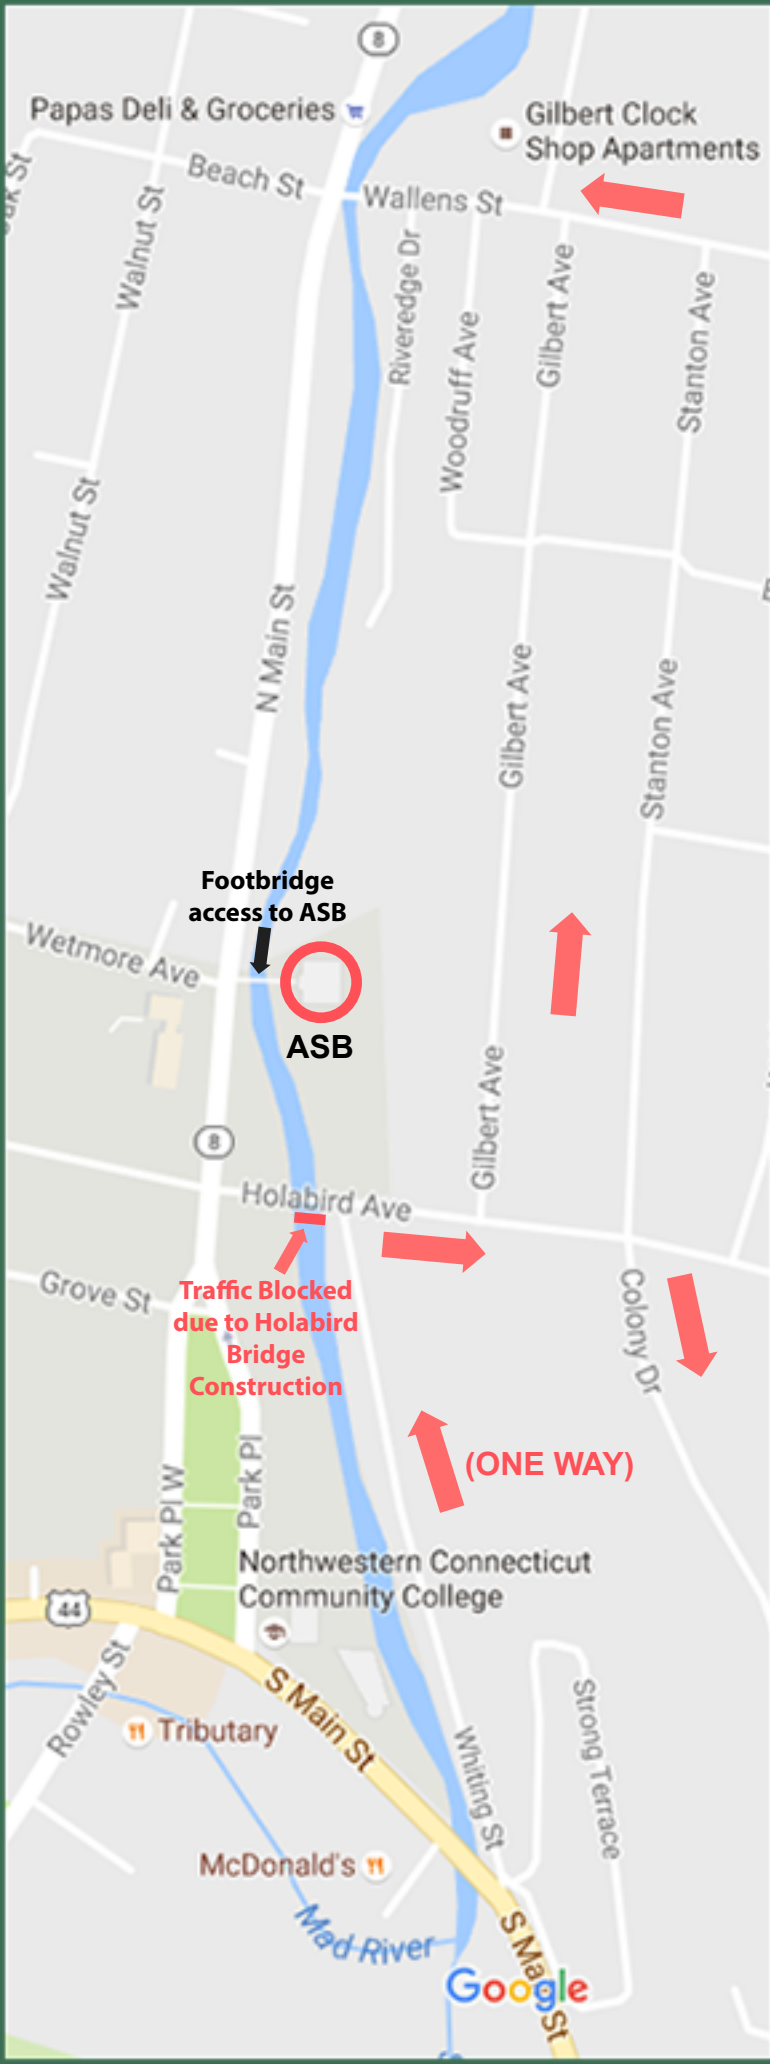 8
Papas Deli & Groceries
Gilbert Clock
Shop Apartments
Beach St
Wallens St
Walnut St
Riveredge Dr
Gilbert Ave
Woodruff Ave
Stanton Ave
Walnut St
N Main St
Gilbert Ave
Stanton Ave
Footbridge
access to ASB
Wetmore Ave
ASB
Gilbert Ave
8
Holabird Ave
Grove St
Traffic Blocked
due to Holabird
Bridge
Construction
Colony Dr
(ONE WAY)
Park Pl W
Park Pl
Northwestern Connecticut
Community College
44
Rowley St
S Main St
Tributary
Strong Terrace
Whiting St
McDonald's
Mad River
S Ma
St
Google